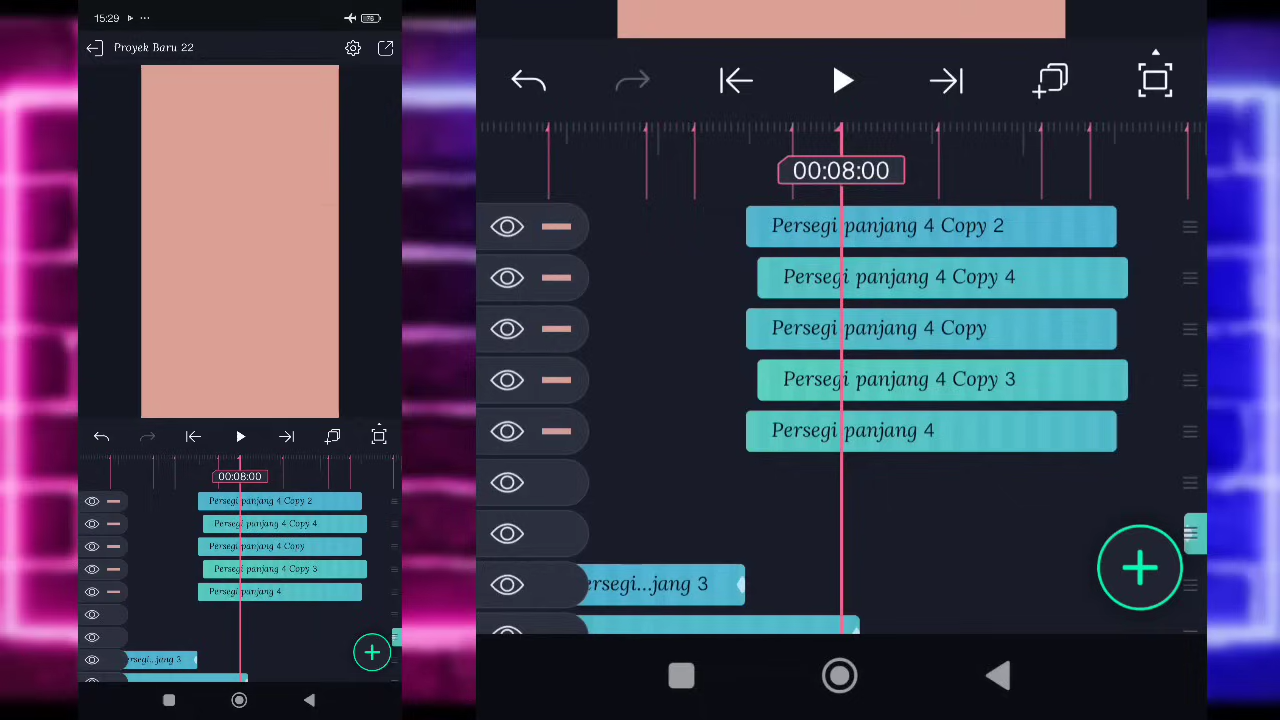 15:29
76
Proyek Baru 22
00:08:00
Persegi panjang 4 Copy 2
Persegi panjang 4 Copy 4
Persegi panjang 4 Copy
Persegi panjang 4 Copy 3
Persegi panjang 4
ersegi...jang 3
00:08:00
Persegi panjang 4 Copy 2
Persegi panjang 4 Copy 4
Persegi panjang 4 Copy
Persegi panjang 4 Copy 3
Persegi panjang 4
ersegi...jang 3